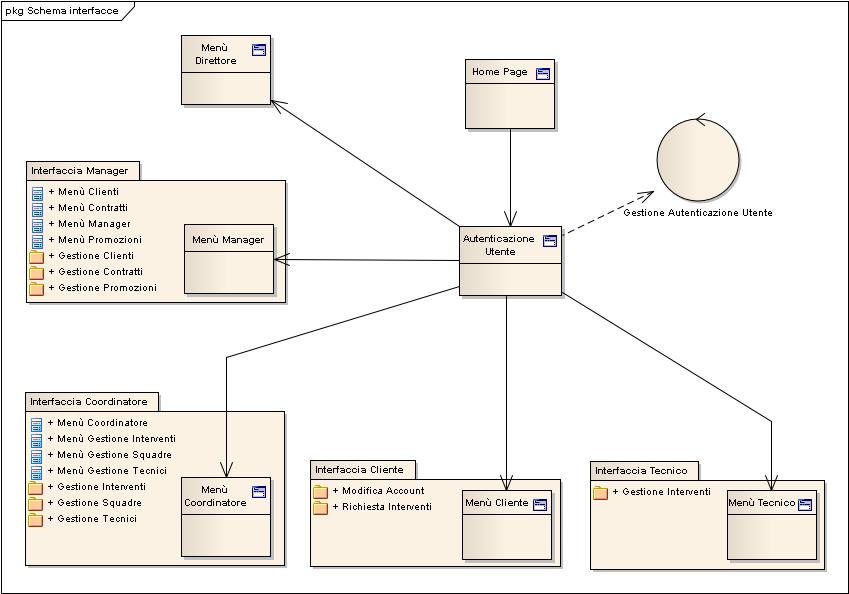 pkg Schema interfacce
Menù
Direttore
Home Page
Gestione Autenticazione Utente
Interfaccia Manager
+ Menù Clienti
+ Menù Contratti
+ Menù Manager
+ Menù Promozioni
+ Gestione Clienti
+ Gestione Contratti
+ Gestione Promozioni
Menù Manager
Autenticazione
Utente
Interfaccia Coordinatore
+ Menù Coordinatore
+ Menù Gestione Interventi
+ Menù Gestione Squadre
+ Menù Gestione Tecnici
+ Gestione Interventi
+ Gestione Squadre
+ Gestione Tecnici
Menù
Coordinatore
Interfaccia Cliente
+ Modifica Account
+ Richiesta Interventi
Menù Cliente
Interfaccia Tecnico
+ Gestione Interventi
Menù Tecnico